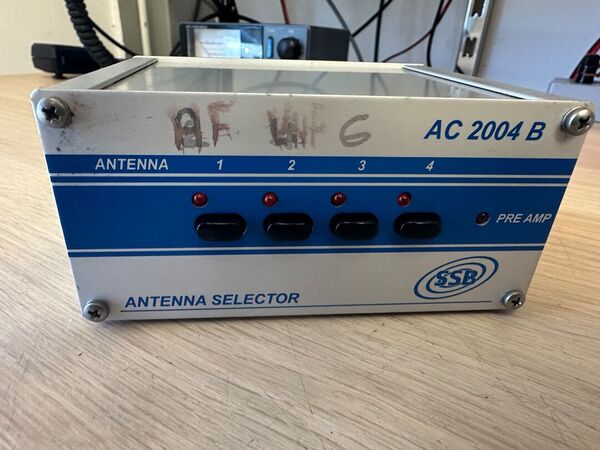 AC 2004 B
ANTENNA 1 2 3 4
PRE AMP
SSB
ANTENNA SELECTOR